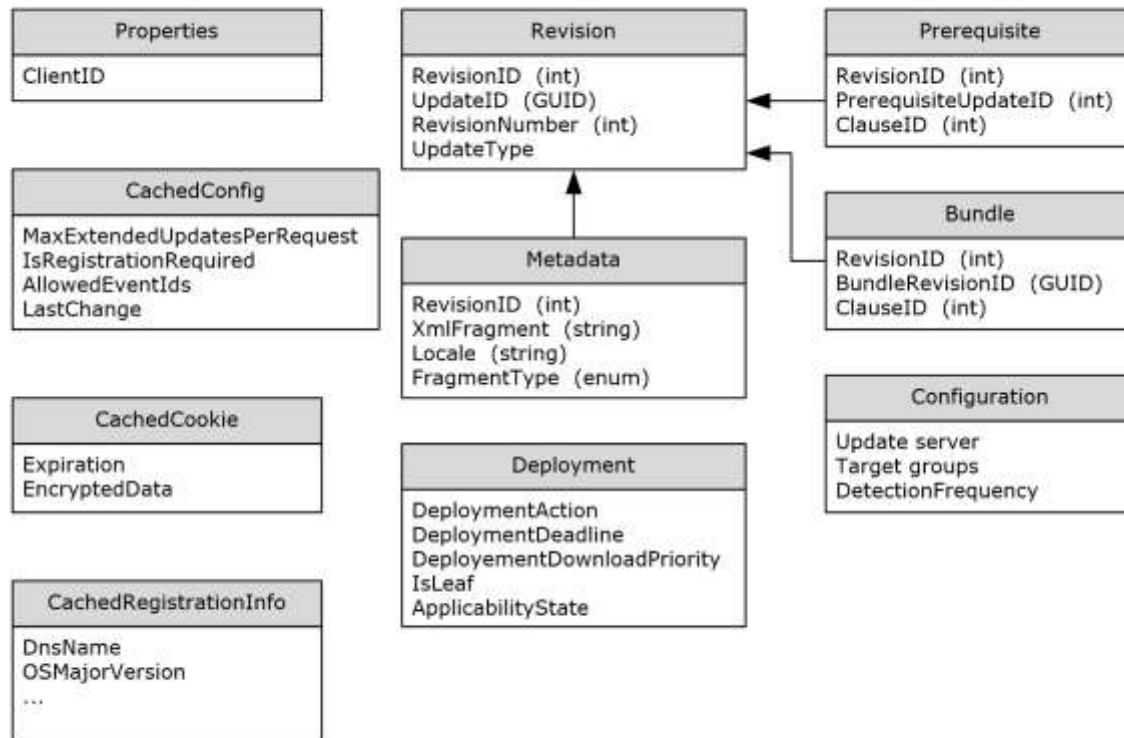 Properties
ClientID
CachedConfig
MaxExtendedUpdatesPerRequest
IsRegistrationRequired
AllowedEventIds
LastChange
CachedCookie
Expiration
EncryptedData
CachedRegistrationInfo
DnsName
OSMajorVersion
...
Revision
RevisionID (int)
UpdateID (GUID)
RevisionNumber (int)
UpdateType
Metadata
RevisionID (int)
XmlFragment (string)
Locale (string)
FragmentType (enum)
Deployment
DeploymentAction
DeploymentDeadline
DeployementDownloadPriority
IsLeaf
ApplicabilityState
Prerequisite
RevisionID (int)
PrerequisiteUpdateID (int)
ClauseID (int)
Bundle
RevisionID (int)
BundleRevisionID (GUID)
ClauseID (int)
Configuration
Update server
Target groups
DetectionFrequency